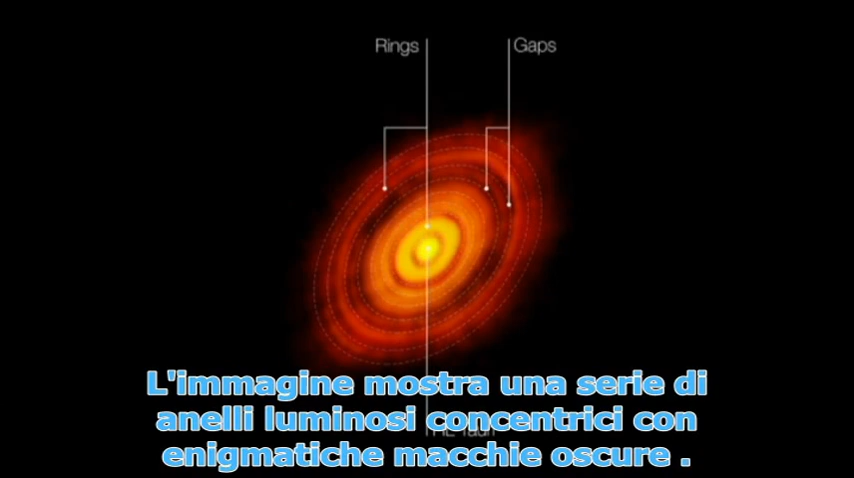 Rings
Gaps
L'immagine mostra una serie di
anelli luminosi concentrici con
enigmatiche macchie oscure .